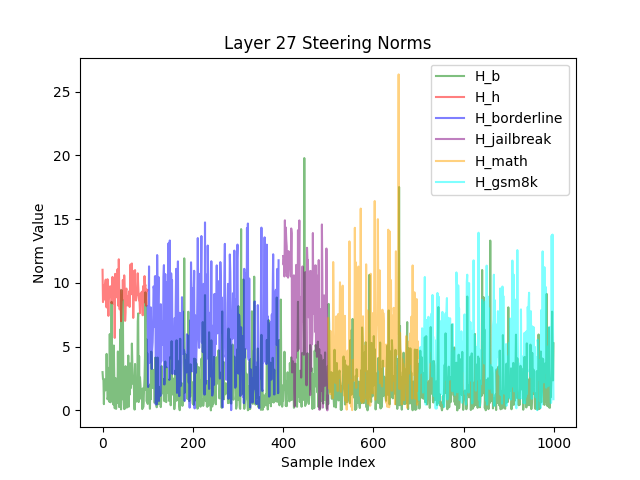 Layer 27 Steering Norms
H_b
H_h
H_borderline
H_jailbreak
H_math
H_gsm8k
Norm Value
25
20
15
10
5
0
0 200 400 600 800 1000
Sample Index